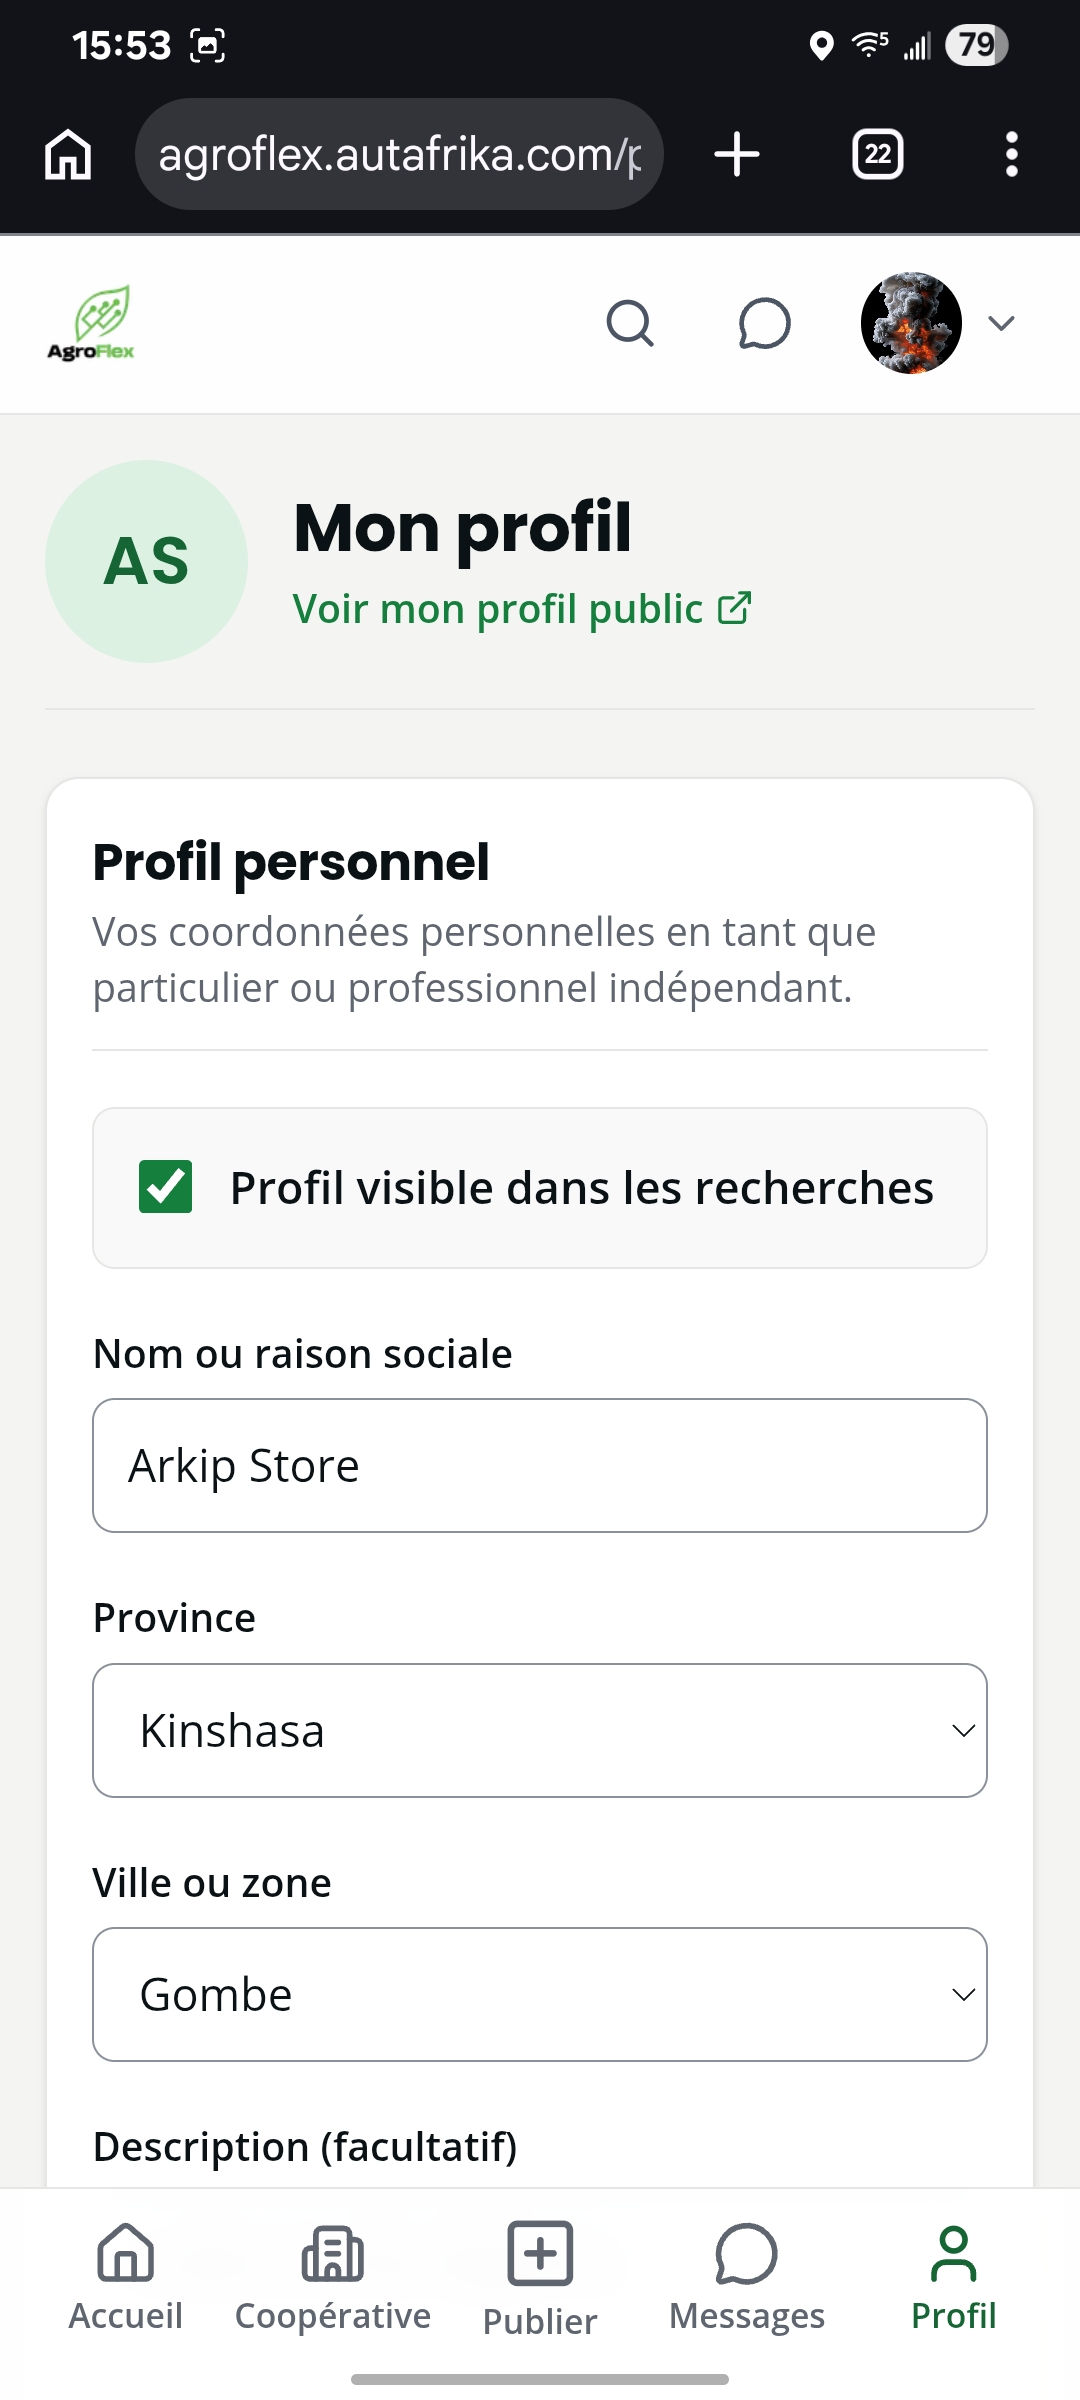 15:53
5
79
agroflex.autafrika.com/p
22
AgroFlex
AS
Mon profil
Voir mon profil public
Profil personnel
Vos coordonnées personnelles en tant que
particulier ou professionnel indépendant.
Profil visible dans les recherches
Nom ou raison sociale
Arkip Store
Province
Kinshasa
Ville ou zone
Gombe
Description (facultatif)
Accueil
Coopérative
Publier
Messages
Profil